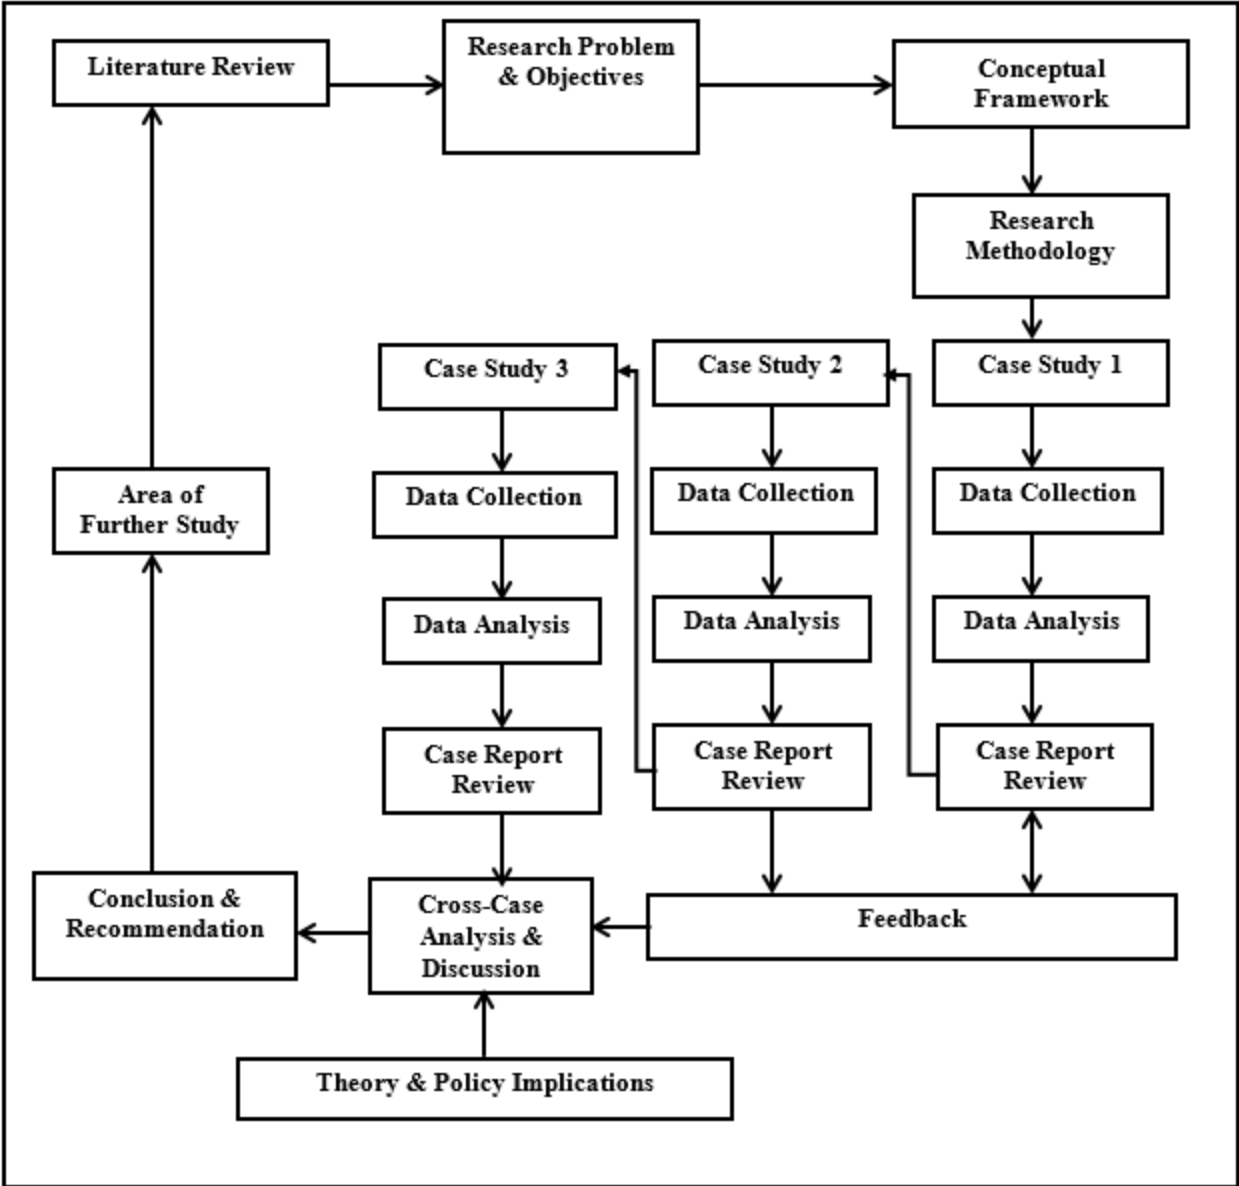 Literature Review
Research Problem
& Objectives
Conceptual
Framework
Research
Methodology
Case Study 3
Case Study 2
Case Study 1
Area of
Further Study
Data Collection
Data Collection
Data Collection
Data Analysis
Data Analysis
Data Analysis
Case Report
Review
Case Report
Review
Case Report
Review
Conclusion &
Recommendation
Cross-Case
Analysis &
Discussion
Feedback
Theory & Policy Implications